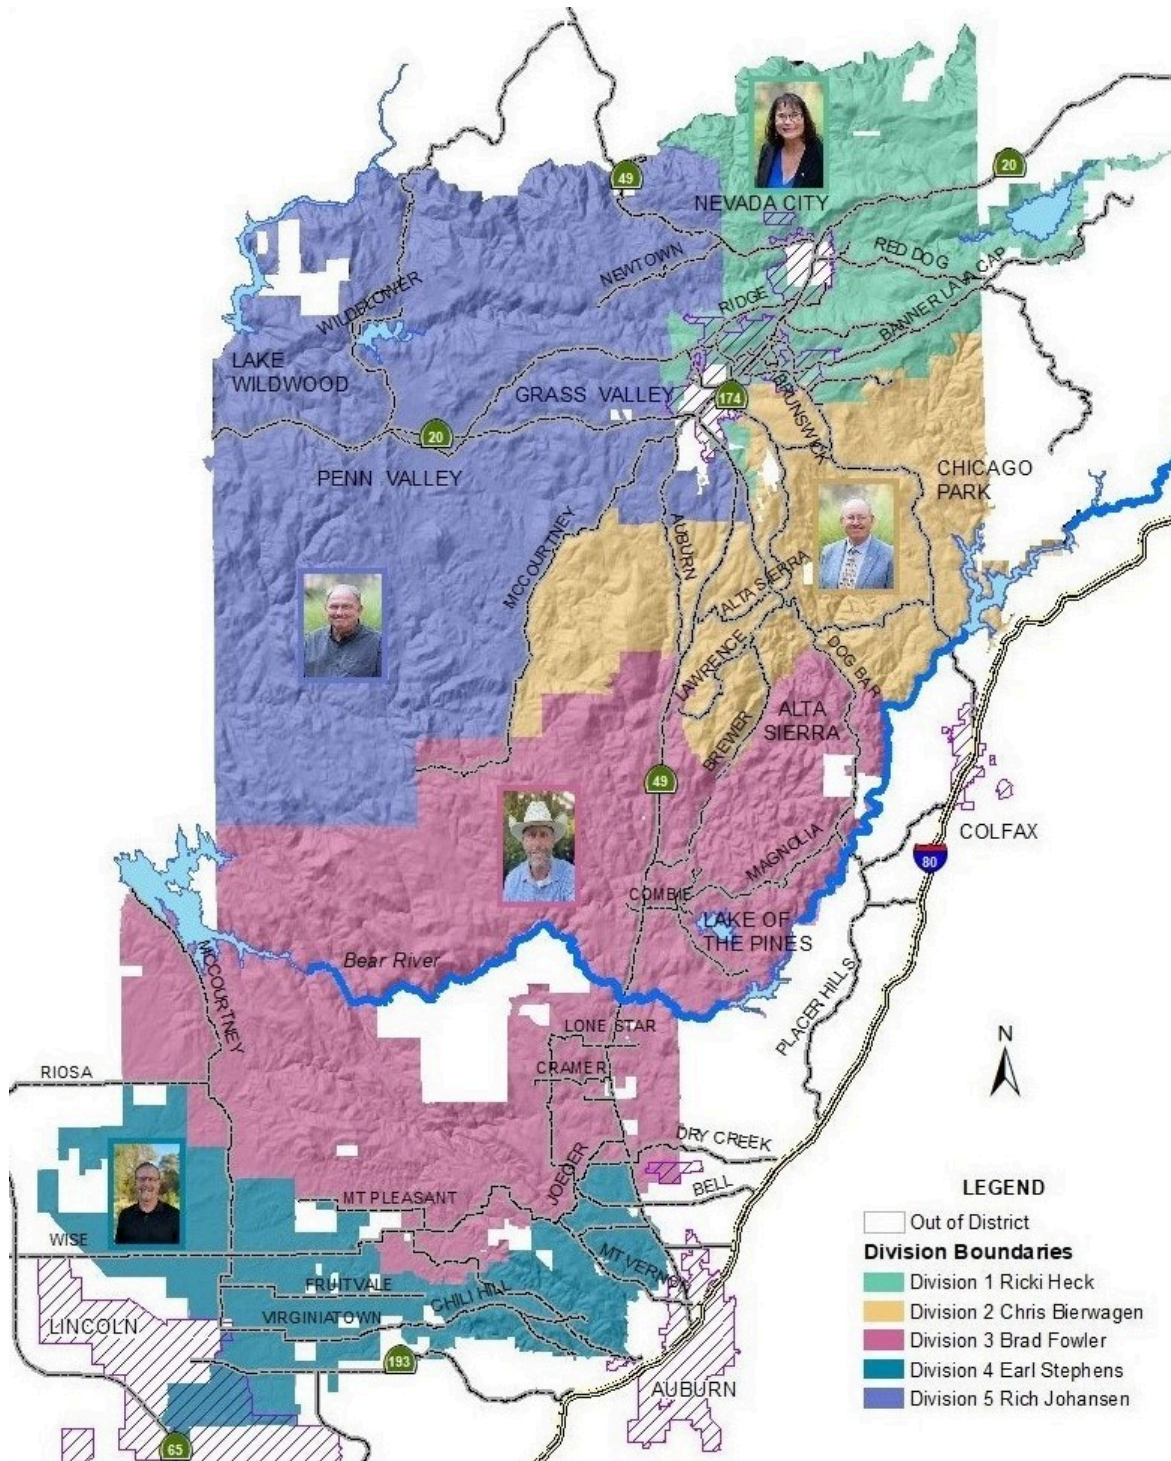 49
20
NEVADA CITY
RED DOG
NEWTOWN
BANNER LAVA CAP
RIDGE
WILDFLOWER
LAKE
WILDWOOD
GRASS VALLEY
174
BRUNSWICK
20
PENN VALLEY
CHICAGO
PARK
MCCOURTNEY
AUBURN
ALTA SIERRA
LAWRENCE
DOG BAR
ALTA
SIERRA
BREWER
49
COLFAX
MAGNOLIA
80
COMBIE
LAKE OF
THE PINES
Bear River
MCCOURTNEY
PLACER HILLS
LONE STAR
N
CRAMER
RIOSA
DRY CREEK
JOEGER
BELL
MT PLEASANT
WISE
MT VERNON
FRUITVALE
CHILI HILL
VIRGINIATOWN
LINCOLN
193
AUBURN
65
LEGEND
Out of District
Division Boundaries
Division 1 Ricki Heck
Division 2 Chris Bierwagen
Division 3 Brad Fowler
Division 4 Earl Stephens
Division 5 Rich Johansen